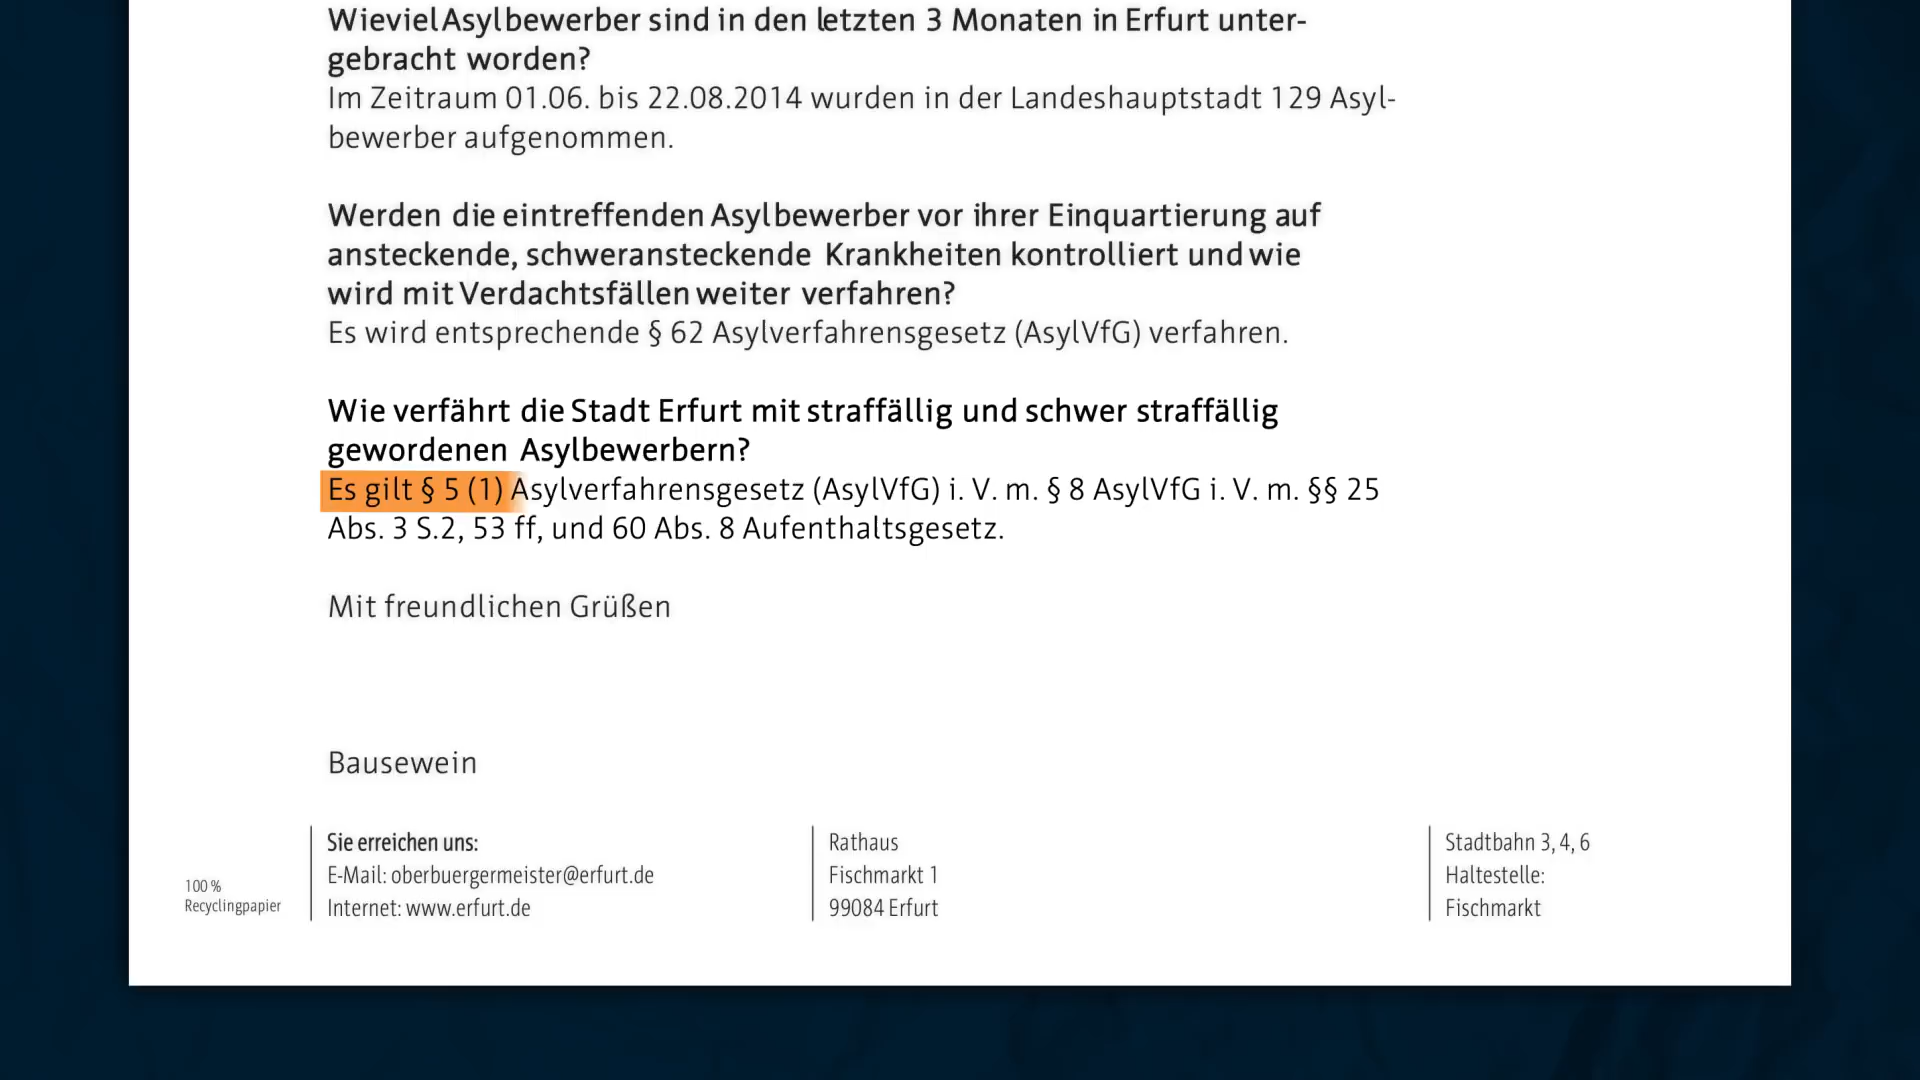 Wieviel Asylbewerber sind in den letzten 3 Monaten in Erfurt unter-
gebracht worden?
Im Zeitraum 01.06. bis 22.08.2014 wurden in der Landeshauptstadt 129 Asyl-
bewerber aufgenommen.
Werden die eintreffenden Asylbewerber vor ihrer Einquartierung auf
ansteckende, schweransteckende Krankheiten kontrolliert und wie
wird mit Verdachtsfällen weiter verfahren?
Es wird entsprechende § 62 Asylverfahrensgesetz (AsylVfG) verfahren.
Wie verfährt die Stadt Erfurt mit straffällig und schwer straffällig
gewordenen Asylbewerbern?
Es gilt § 5 (1) Asylverfahrensgesetz (AsylVfG) i. V. m. § 8 AsylVfG i. V. m. §§ 25
Abs. 3 S.2, 53 ff, und 60 Abs. 8 Aufenthaltsgesetz.
Mit freundlichen Grüßen
Bausewein
100 %
Recyclingpapier
Sie erreichen uns:
E-Mail: oberbuergermeister@erfurt.de
Internet: www.erfurt.de
Rathaus
Fischmarkt 1
99084 Erfurt
Stadtbahn 3, 4, 6
Haltestelle:
Fischmarkt